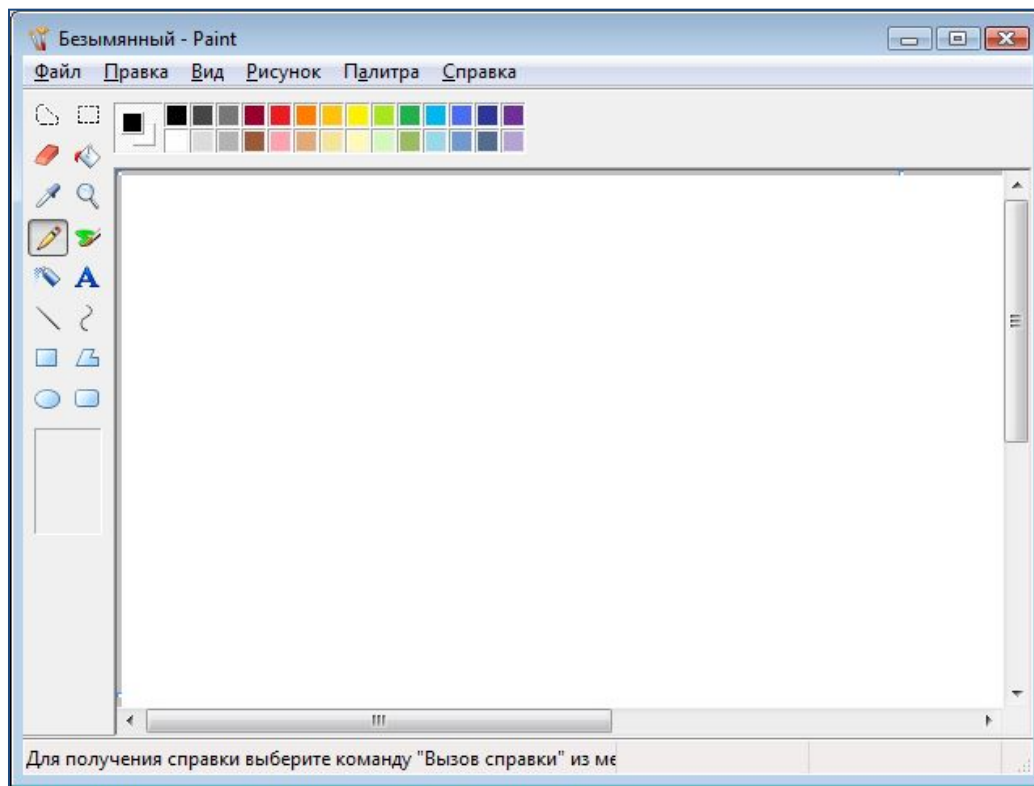 Безымянный - Paint
Файл Правка Вид Рисунок Палитра Справка
A
Для получения справки выберите команду "Вызов справки" из ме